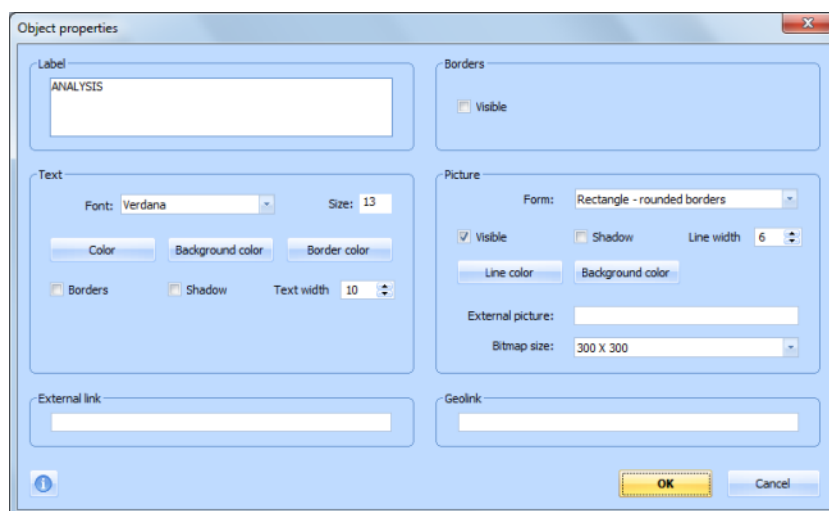 Object properties
Label
ANALYSIS
Borders
Visible
Text
Font: Verdana Size: 13
Color Background color Border color
Borders Shadow Text width 10
Picture
Form: Rectangle - rounded borders
Visible Shadow Line width 6
Line color Background color
External picture:
Bitmap size: 300 X 300
External link
Geolink
OK Cancel